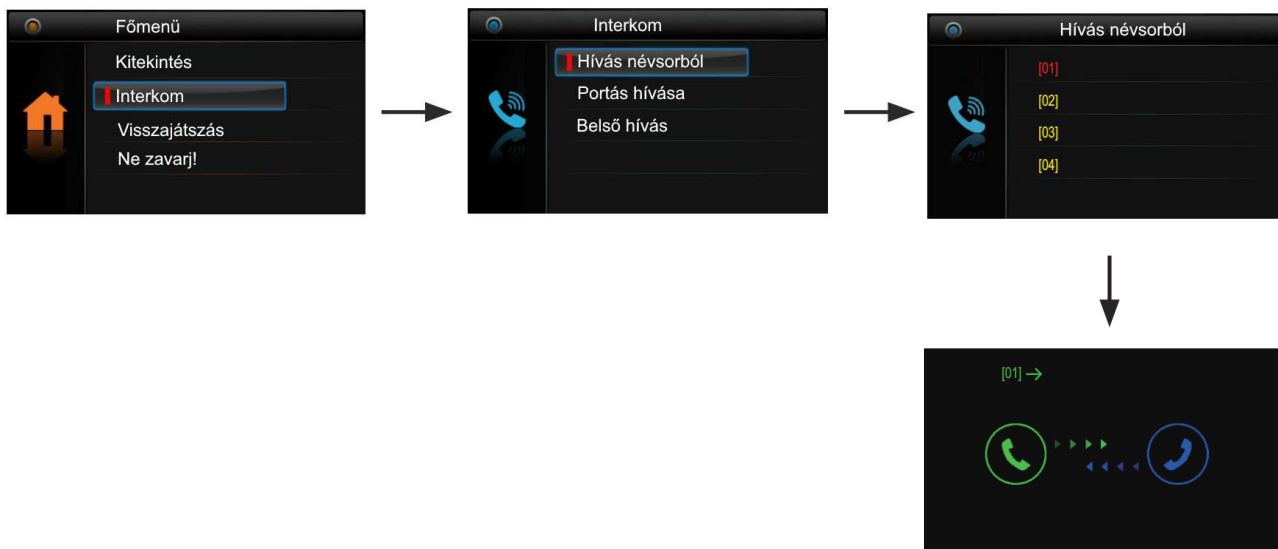 Főmenü
Kitekintés
Interkom
Visszajátszás
Ne zavarj!
Interkom
Hívás névsorból
Portás hívása
Belső hívás
Hívás névsorból
[01]
[02]
[03]
[04]
[01] →